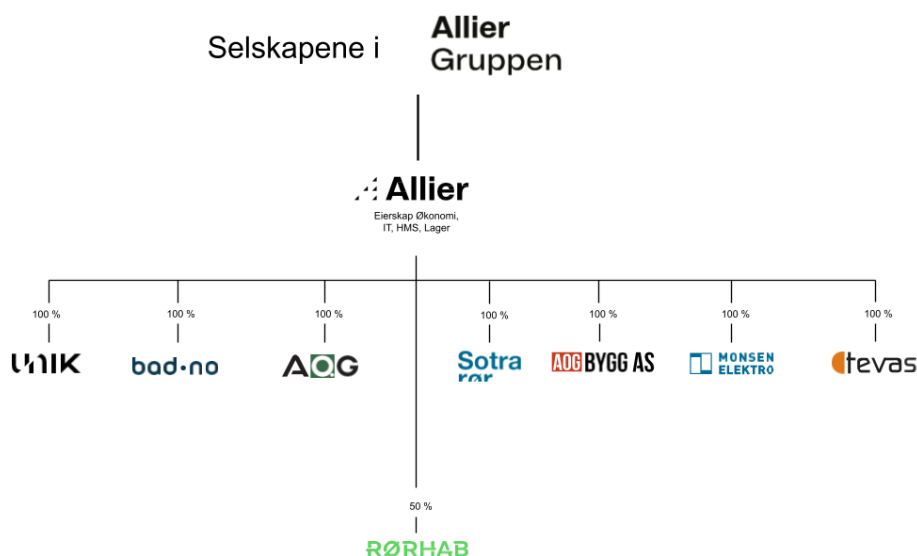 Selskapene i
Allier
Gruppen
Allier
Eierskap Økonomi,
IT, HMS, Lager
100 % 100 % 100 % 100 % 100 % 100 % 100 %
UNIK
bad·no
AOG
Sotra
rør
AOG BYGG AS
MONSEN
ELEKTRO
tevas
50 %
RØRHAB